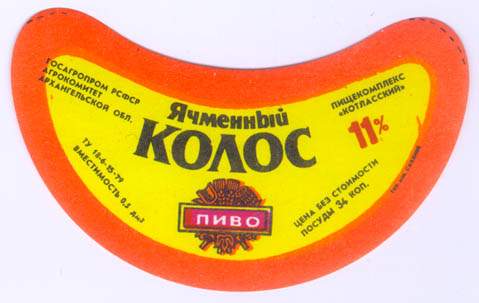 ГОСАГРОПРОМ РСФСР
АГРОКОМИТЕТ
АРХАНГЕЛЬСКОЙ ОБЛ.
Ячменный
КОЛОС
ПИЩЕКОМПЛЕКС
«КОТЛАССКИЙ»
11%
ТУ 18-6-15-79
ВМЕСТИМОСТЬ 0,5 дм3
ПИВО
ЦЕНА БЕЗ СТОИМОСТИ
ПОСУДЫ 34 КОП.